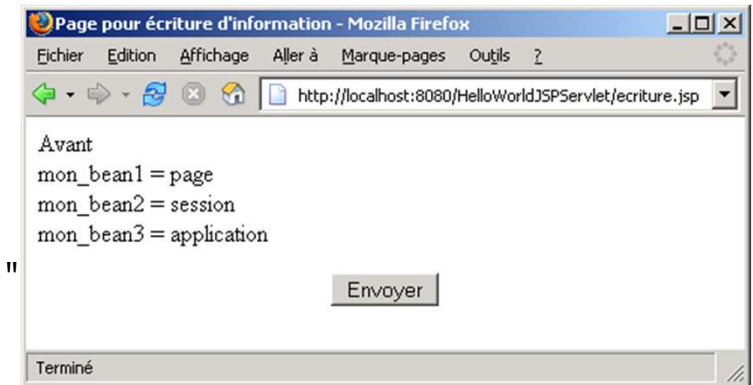 Page pour écriture d'information - Mozilla Firefox
Fichier Edition Affichage Aller à Marque-pages Outils ?
http://localhost:8080/HelloWorldJSPServlet/ecriture.jsp
Avant
mon_bean1 = page
mon_bean2 = session
mon_bean3 = application
"
Envoyer
Terminé